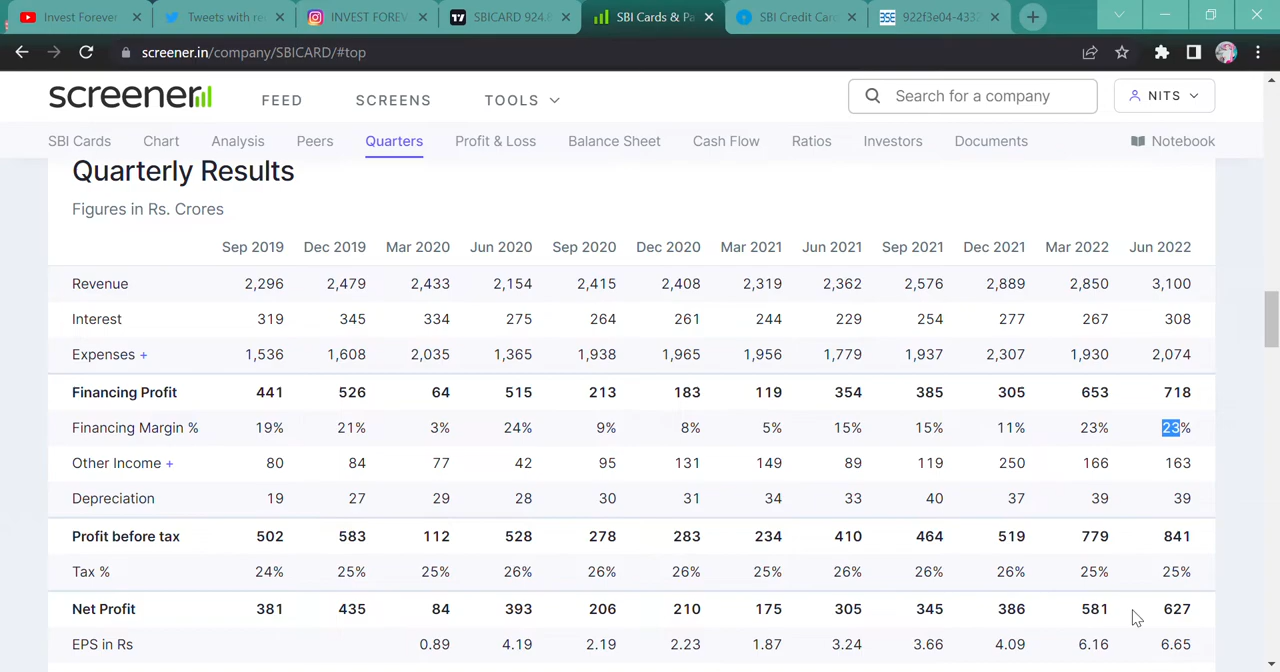 Invest Forever
Tweets with re
INVEST FOREV
SBICARD 924.
SBI Cards & Pa
SBI Credit Car
922f3e04-4332
screener.in/company/SBICARD/#top
screener
FEED
SCREENS
TOOLS
Search for a company
NITS
SBI Cards Chart Analysis Peers Quarters Profit & Loss Balance Sheet Cash Flow Ratios Investors Documents Notebook
Quarterly Results
Figures in Rs. Crores
Sep 2019 Dec 2019 Mar 2020 Jun 2020 Sep 2020 Dec 2020 Mar 2021 Jun 2021 Sep 2021 Dec 2021 Mar 2022 Jun 2022
Revenue 2,296 2,479 2,433 2,154 2,415 2,408 2,319 2,362 2,576 2,889 2,850 3,100
Interest 319 345 334 275 264 261 244 229 254 277 267 308
Expenses + 1,536 1,608 2,035 1,365 1,938 1,965 1,956 1,779 1,937 2,307 1,930 2,074
Financing Profit 441 526 64 515 213 183 119 354 385 305 653 718
Financing Margin % 19% 21% 3% 24% 9% 8% 5% 15% 15% 11% 23% 23%
Other Income + 80 84 77 42 95 131 149 89 119 250 166 163
Depreciation 19 27 29 28 30 31 34 33 40 37 39 39
Profit before tax 502 583 112 528 278 283 234 410 464 519 779 841
Tax % 24% 25% 25% 26% 26% 26% 25% 26% 26% 26% 25% 25%
Net Profit 381 435 84 393 206 210 175 305 345 386 581 627
EPS in Rs 0.89 4.19 2.19 2.23 1.87 3.24 3.66 4.09 6.16 6.65